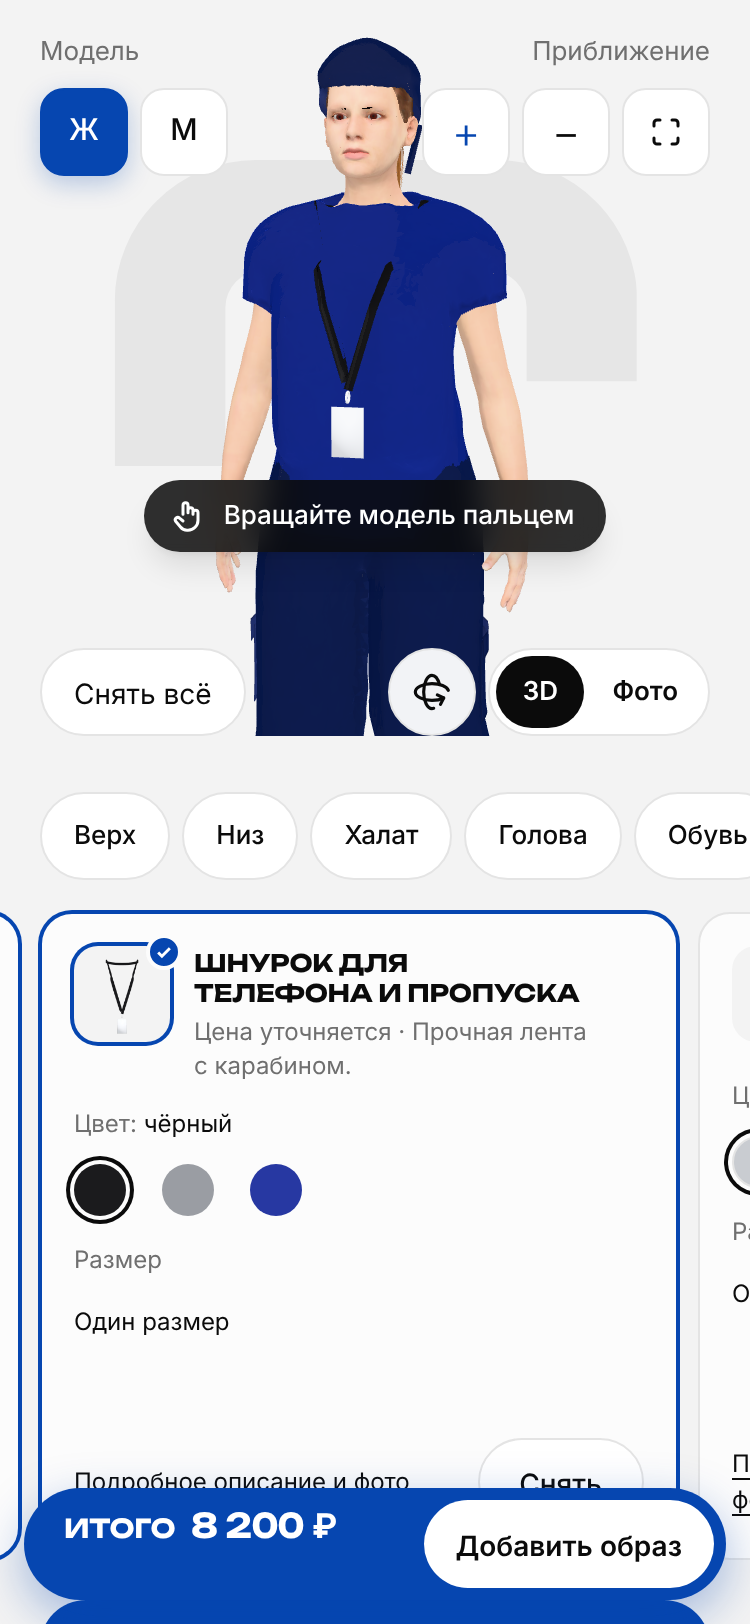 Модель
Приближение
Ж
М
+
−
Вращайте модель пальцем
Снять всё
3D
Фото
Верх
Низ
Халат
Голова
Обувь
ШНУРОК ДЛЯ
ТЕЛЕФОНА И ПРОПУСКА
Цена уточняется · Прочная лента
с карабином.
Цвет: чёрный
Размер
Один размер
Подробное описание и фото
Снять
итого 8 200 ₽
Добавить образ